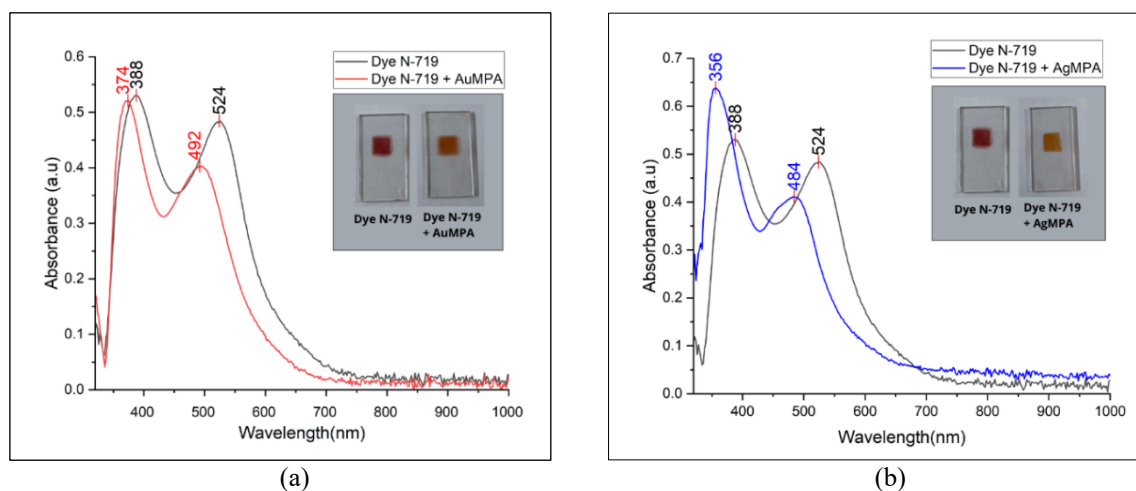 0.6
0.5
0.4
0.3
0.2
0.1
0.0
Absorbance (a.u)
400 500 600 700 800 900 1000
Wavelength(nm)
374
388
492
524
Dye N-719
Dye N-719 + AuMPA
Dye N-719 Dye N-719
+ AuMPA
(a)
0.7
0.6
0.5
0.4
0.3
0.2
0.1
0.0
Absorbance (a.u)
400 500 600 700 800 900 1000
Wavelength(nm)
356
388
484
524
Dye N-719
Dye N-719 + AgMPA
Dye N-719 Dye N-719
+ AgMPA
(b)